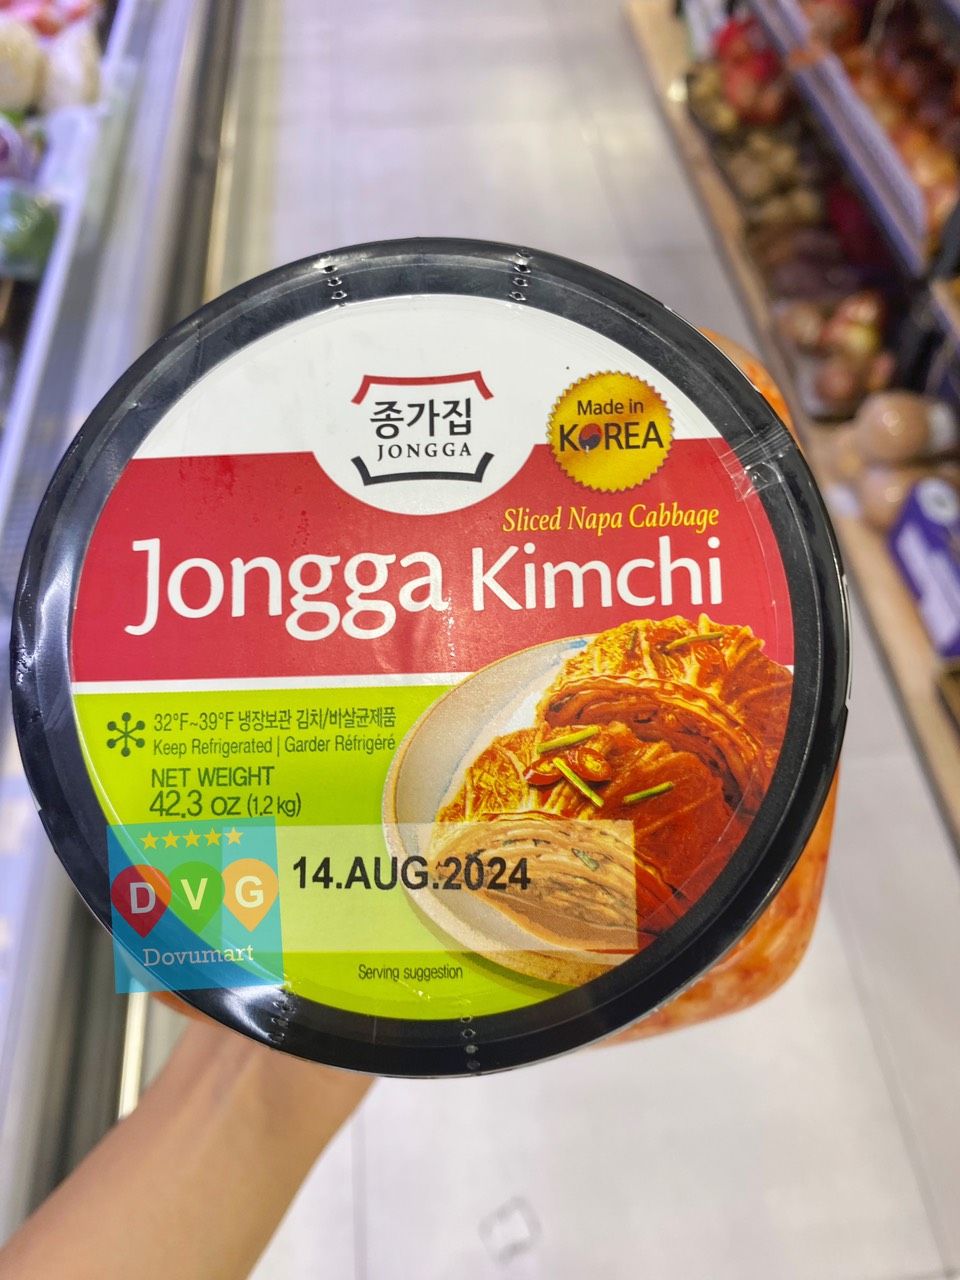 종가집
JONGGA
Made in
KOREA
Sliced Napa Cabbage
Jongga Kimchi
32°F~39°F 냉장보관 김치/비살균제품
Keep Refrigerated | Garder Réfrigéré
NET WEIGHT
42.3 oz (1.2 kg)
14.AUG.2024
D V G
Dovumart
Serving suggestion